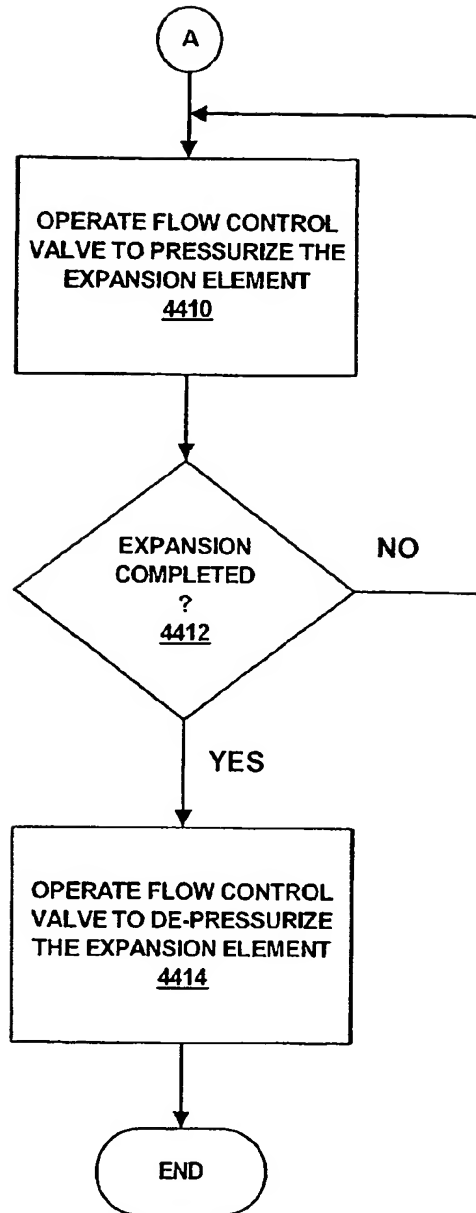 A
OPERATE FLOW CONTROL
VALVE TO PRESSURIZE THE
EXPANSION ELEMENT
4410
EXPANSION
COMPLETED
?
4412
NO
YES
OPERATE FLOW CONTROL
VALVE TO DE-PRESSURIZE
THE EXPANSION ELEMENT
4414
END